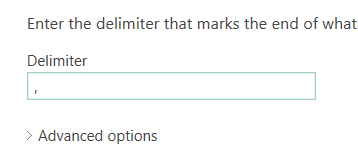 Enter the delimiter that marks the end of what
Delimiter
,
> Advanced options